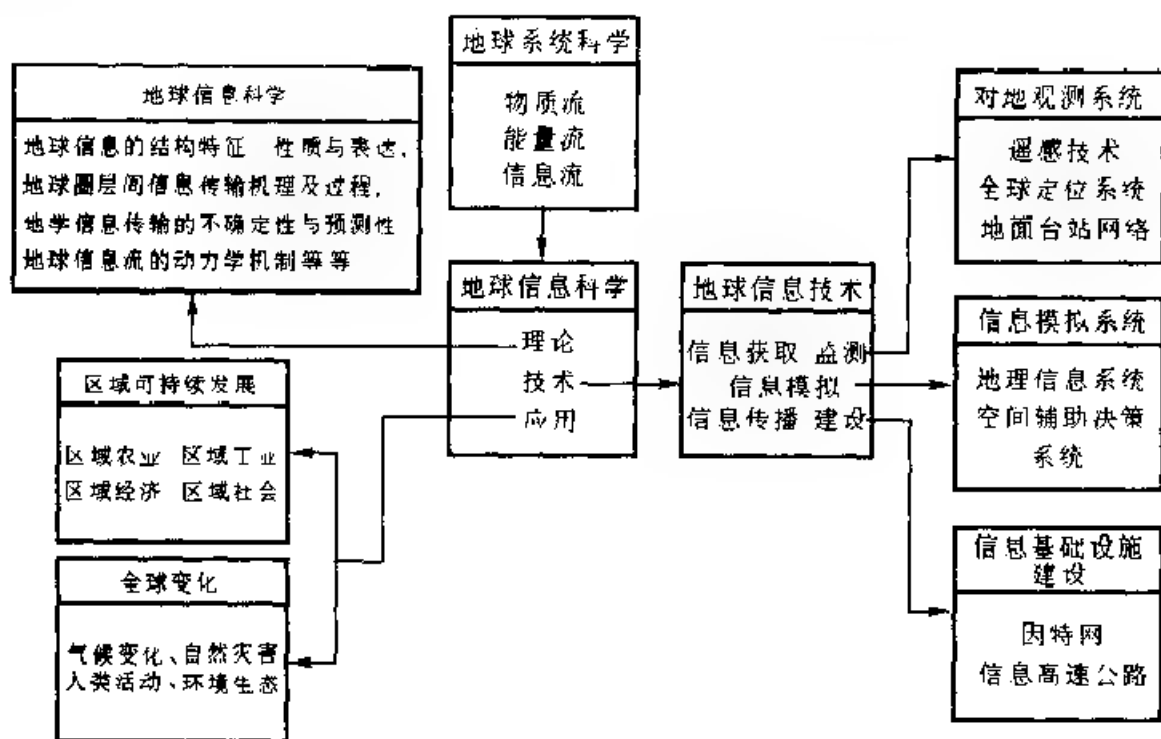 地球系统科学
物质流
能量流
信息流
地球信息科学
地球信息的结构特征 性质与表达,
地球圈层间信息传输机理及过程,
地学信息传输的不确定性与预测性
地球信息流的动力学机制等等
地球信息科学
理论
技术
应用
地球信息技术
信息获取 监测
信息模拟
信息传播 建设
对地观测系统
遥感技术
全球定位系统
地面台站网络
信息模拟系统
地理信息系统
空间辅助决策
系统
信息基础设施
建设
因特网
信息高速公路
区域可持续发展
区域农业 区域工业
区域经济 区域社会
全球变化
气候变化、自然灾害
人类活动、环境生态